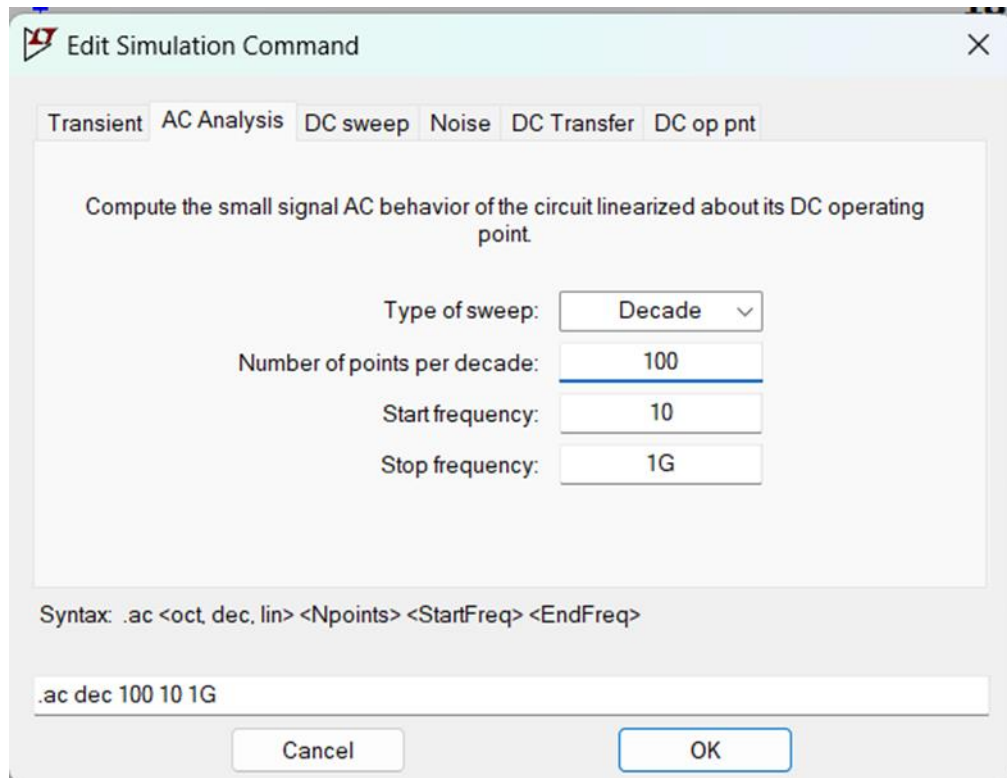 Edit Simulation Command
Transient AC Analysis DC sweep Noise DC Transfer DC op pnt
Compute the small signal AC behavior of the circuit linearized about its DC operating
point.
Type of sweep: Decade
Number of points per decade: 100
Start frequency: 10
Stop frequency: 1G
Syntax: .ac <oct, dec, lin> <Npoints> <StartFreq> <EndFreq>
.ac dec 100 10 1G
Cancel OK